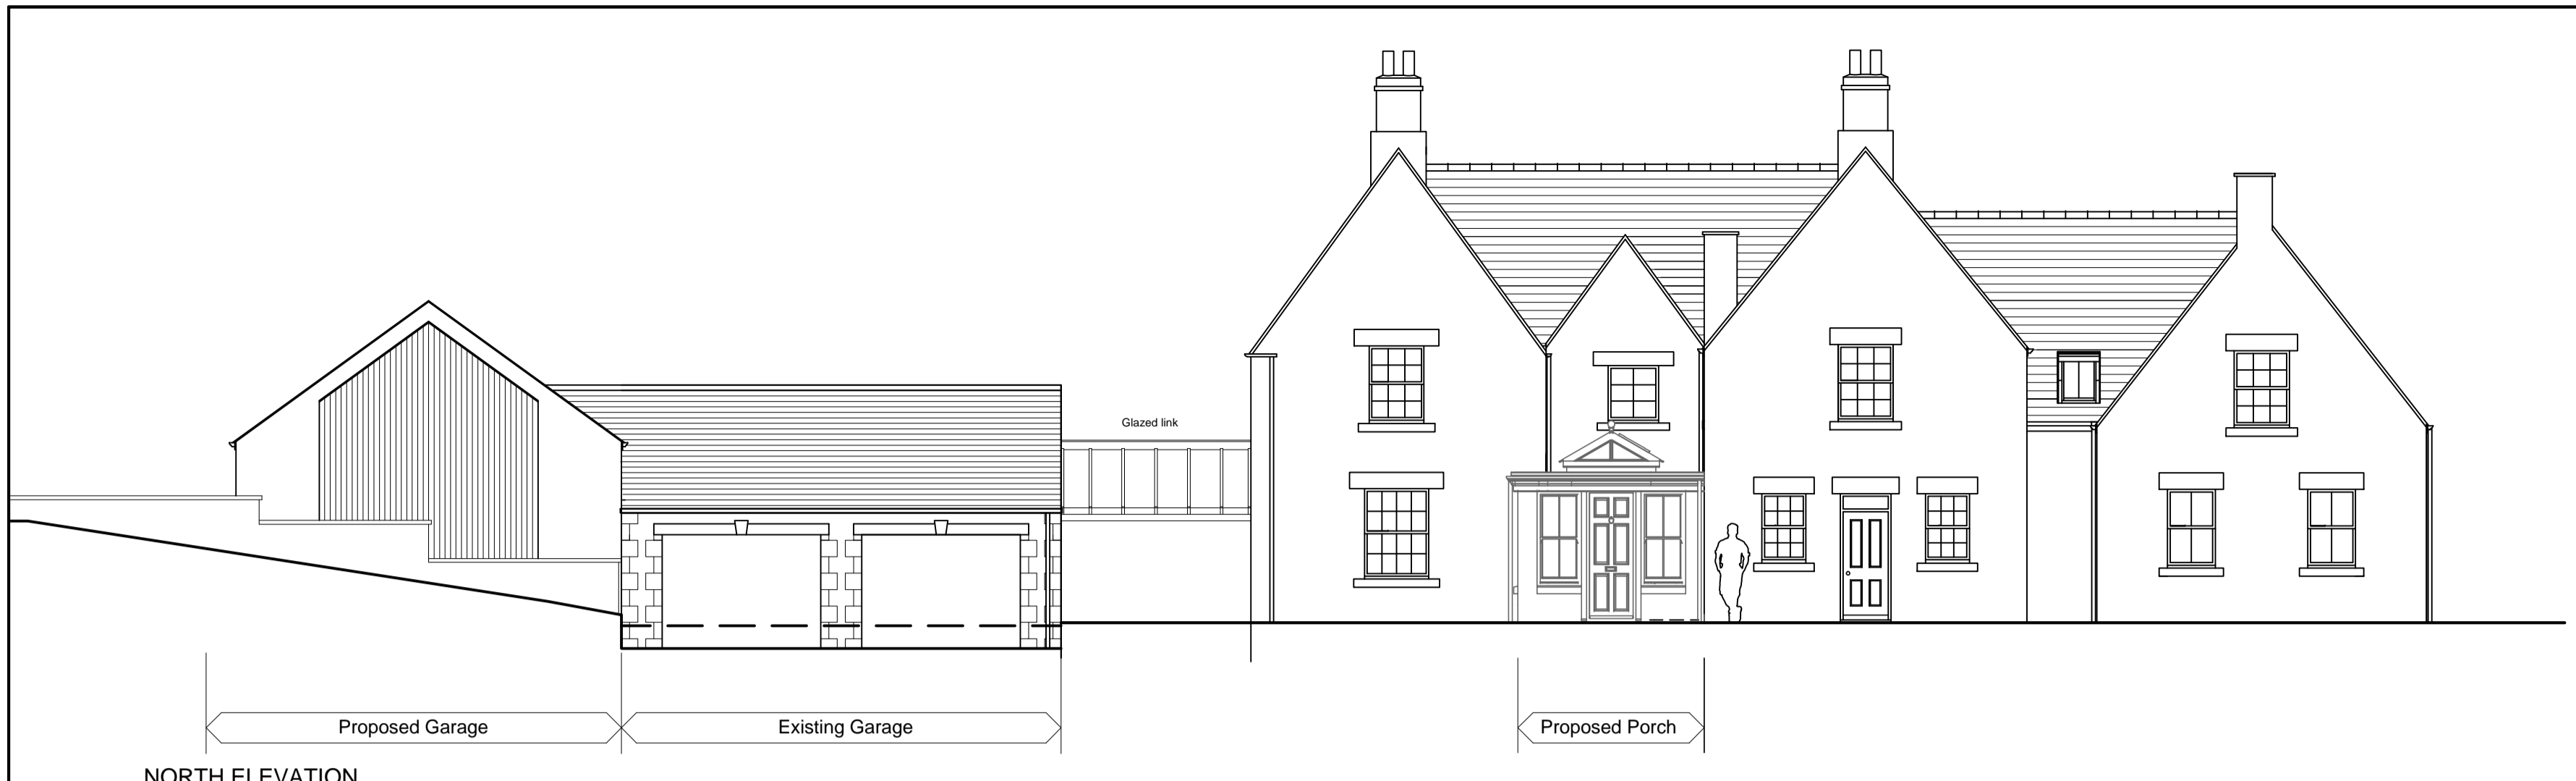 Glazed link
Proposed Garage
Existing Garage
Proposed Porch
NORTH ELEVATION